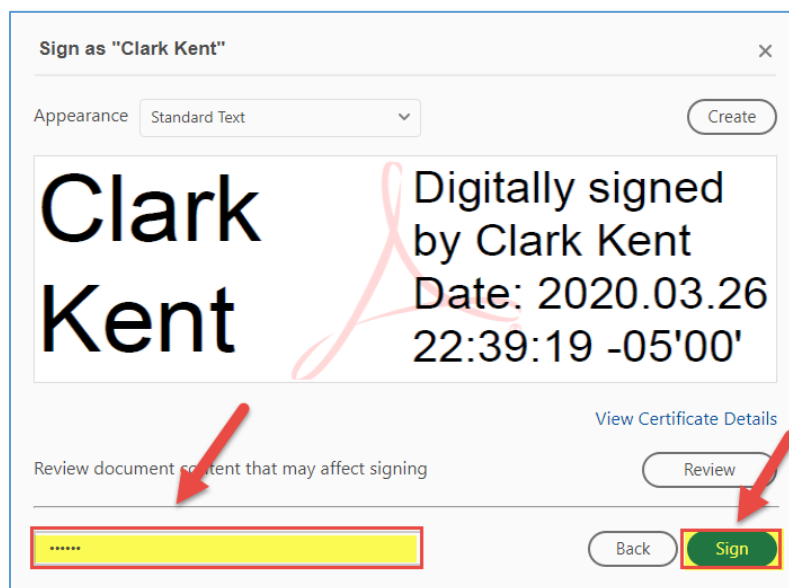 Sign as "Clark Kent"
Appearance Standard Text Create
Clark
Kent
Digitally signed
by Clark Kent
Date: 2020.03.26
22:39:19 -05'00'
View Certificate Details
Review document content that may affect signing Review
•••••• Back Sign